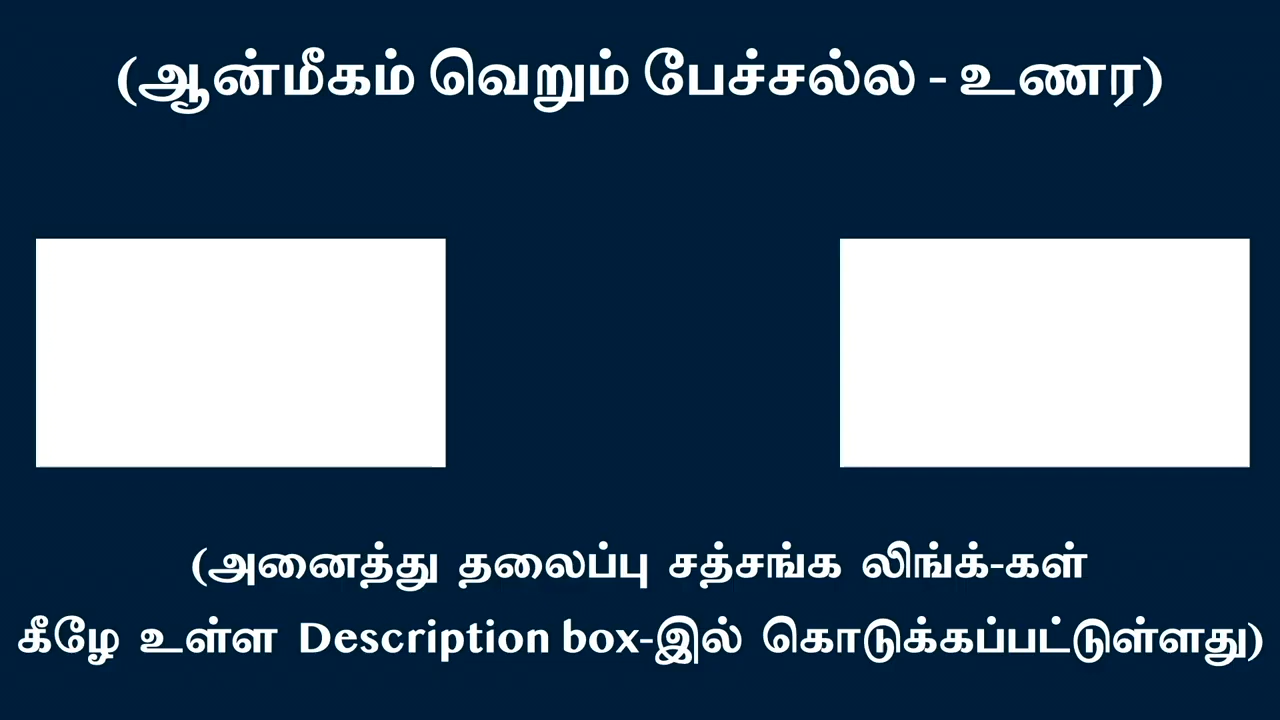 (ஆன்மீகம் வெறும் பேச்சல்ல - உணர)
(அனைத்து தலைப்பு சத்சங்க லிங்க்-கள்
கீழே உள்ள Description box-இல் கொடுக்கப்பட்டுள்ளது)